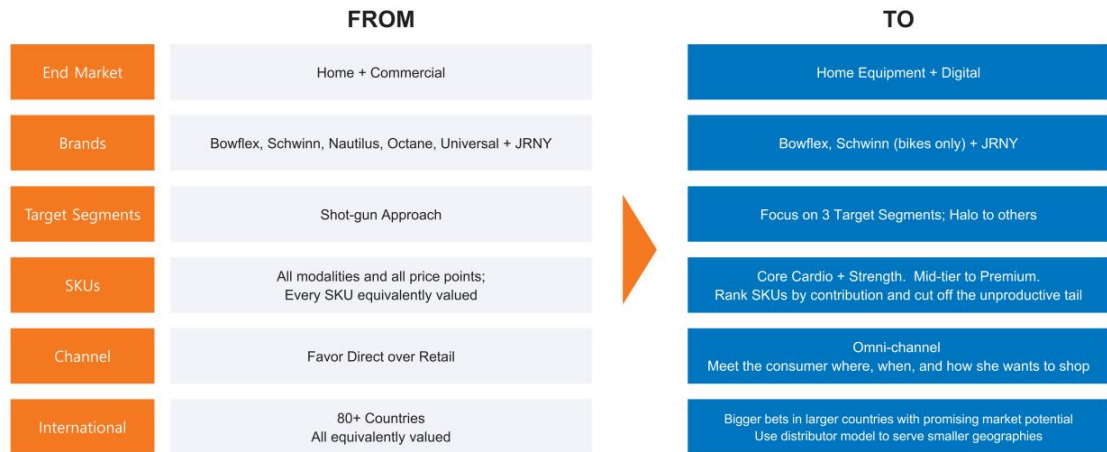 FROM
TO
End Market
Home + Commercial
Home Equipment + Digital
Brands
Bowflex, Schwinn, Nautilus, Octane, Universal + JRNY
Bowflex, Schwinn (bikes only) + JRNY
Target Segments
Shot-gun Approach
Focus on 3 Target Segments; Halo to others
SKUs
All modalities and all price points;
Every SKU equivalently valued
Core Cardio + Strength. Mid-tier to Premium.
Rank SKUs by contribution and cut off the unproductive tail
Channel
Favor Direct over Retail
Omni-channel
Meet the consumer where, when, and how she wants to shop
International
80+ Countries
All equivalently valued
Bigger bets in larger countries with promising market potential
Use distributor model to serve smaller geographies